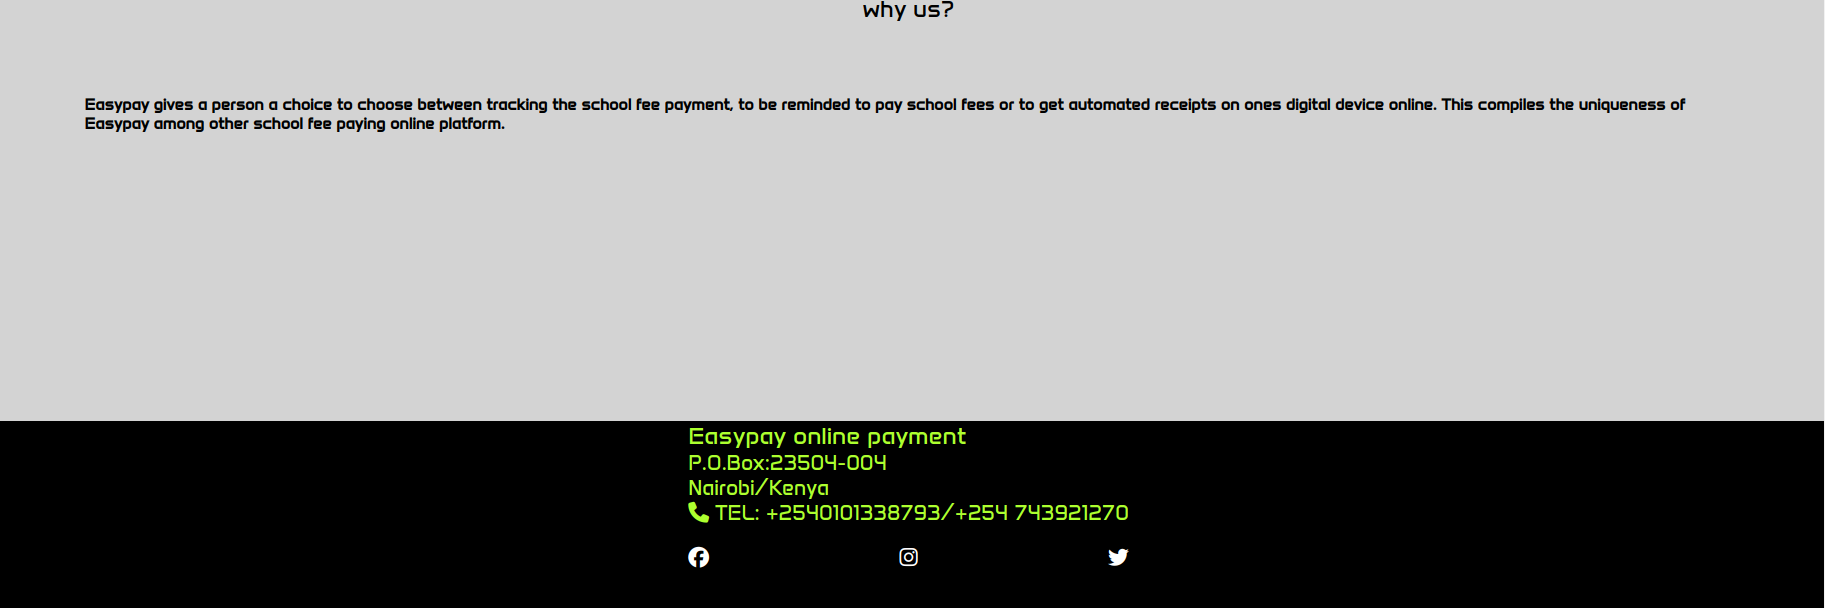 why us?
Easypay gives a person a choice to choose between tracking the school fee payment, to be reminded to pay school fees or to get automated receipts on ones digital device online. This compiles the uniqueness of
Easypay among other school fee paying online platform.
Easypay online payment
P.O.Box:23504-004
Nairobi/Kenya
TEL: +2540101338793/+254 743921270